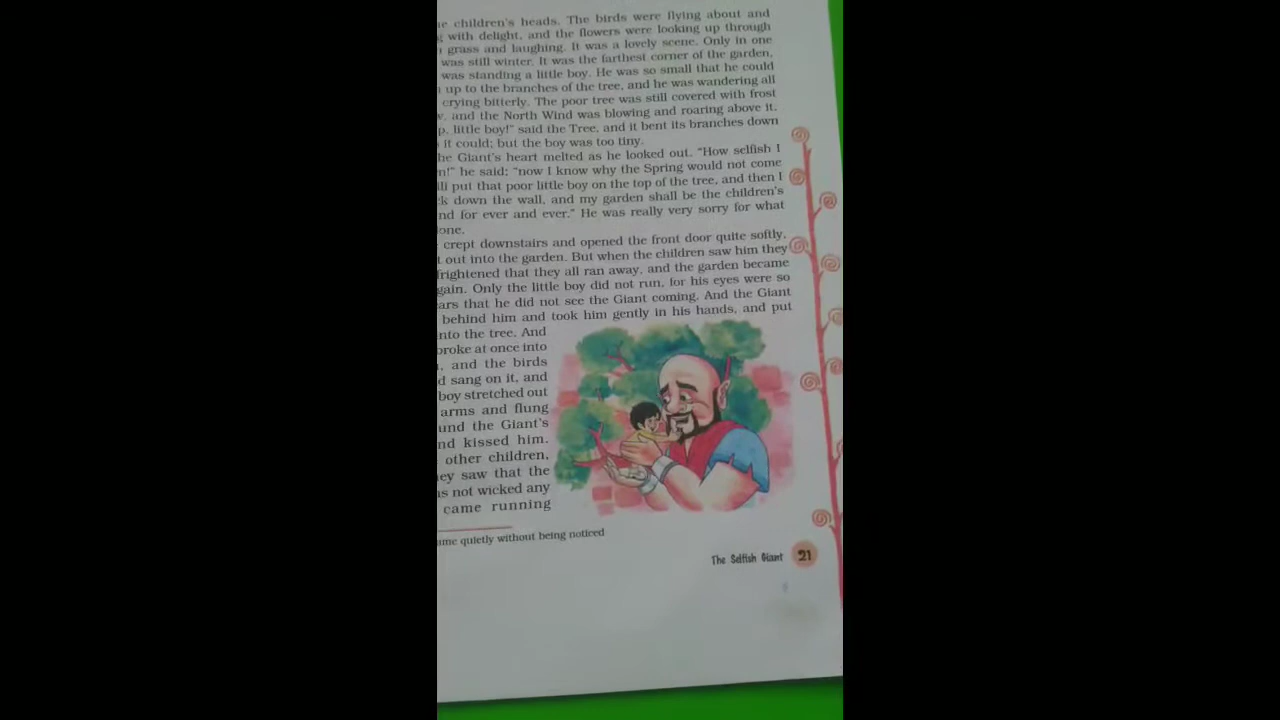 children's heads. The birds were flying about and
with delight, and the flowers were looking up through
grass and laughing. It was a lovely scene. Only in one
was still winter. It was the farthest corner of the garden,
was standing a little boy. He was so small that he could
up to the branches of the tree, and he was wandering all
crying bitterly. The poor tree was still covered with frost
and the North Wind was blowing and roaring above it.
little boy!" said the Tree, and it bent its branches down
it could; but the boy was too tiny.
he Giant's heart melted as he looked out. "How selfish I
he said; "now I know why the Spring would not come
put that poor little boy on the top of the tree, and then I
ck down the wall, and my garden shall be the children's
nd for ever and ever." He was really very sorry for what
one.
crept downstairs and opened the front door quite softly,
t out into the garden. But when the children saw him they
frightened that they all ran away, and the garden became
gain. Only the little boy did not run, for his eyes were so
ars that he did not see the Giant coming. And the Giant
behind him and took him gently in his hands, and put
nto the tree. And
broke at once into
, and the birds
d sang on it, and
boy stretched out
arms and flung
und the Giant's
nd kissed him.
other children,
ey saw that the
s not wicked any
came running
ame quietly without being noticed
The Selfish Giant 21